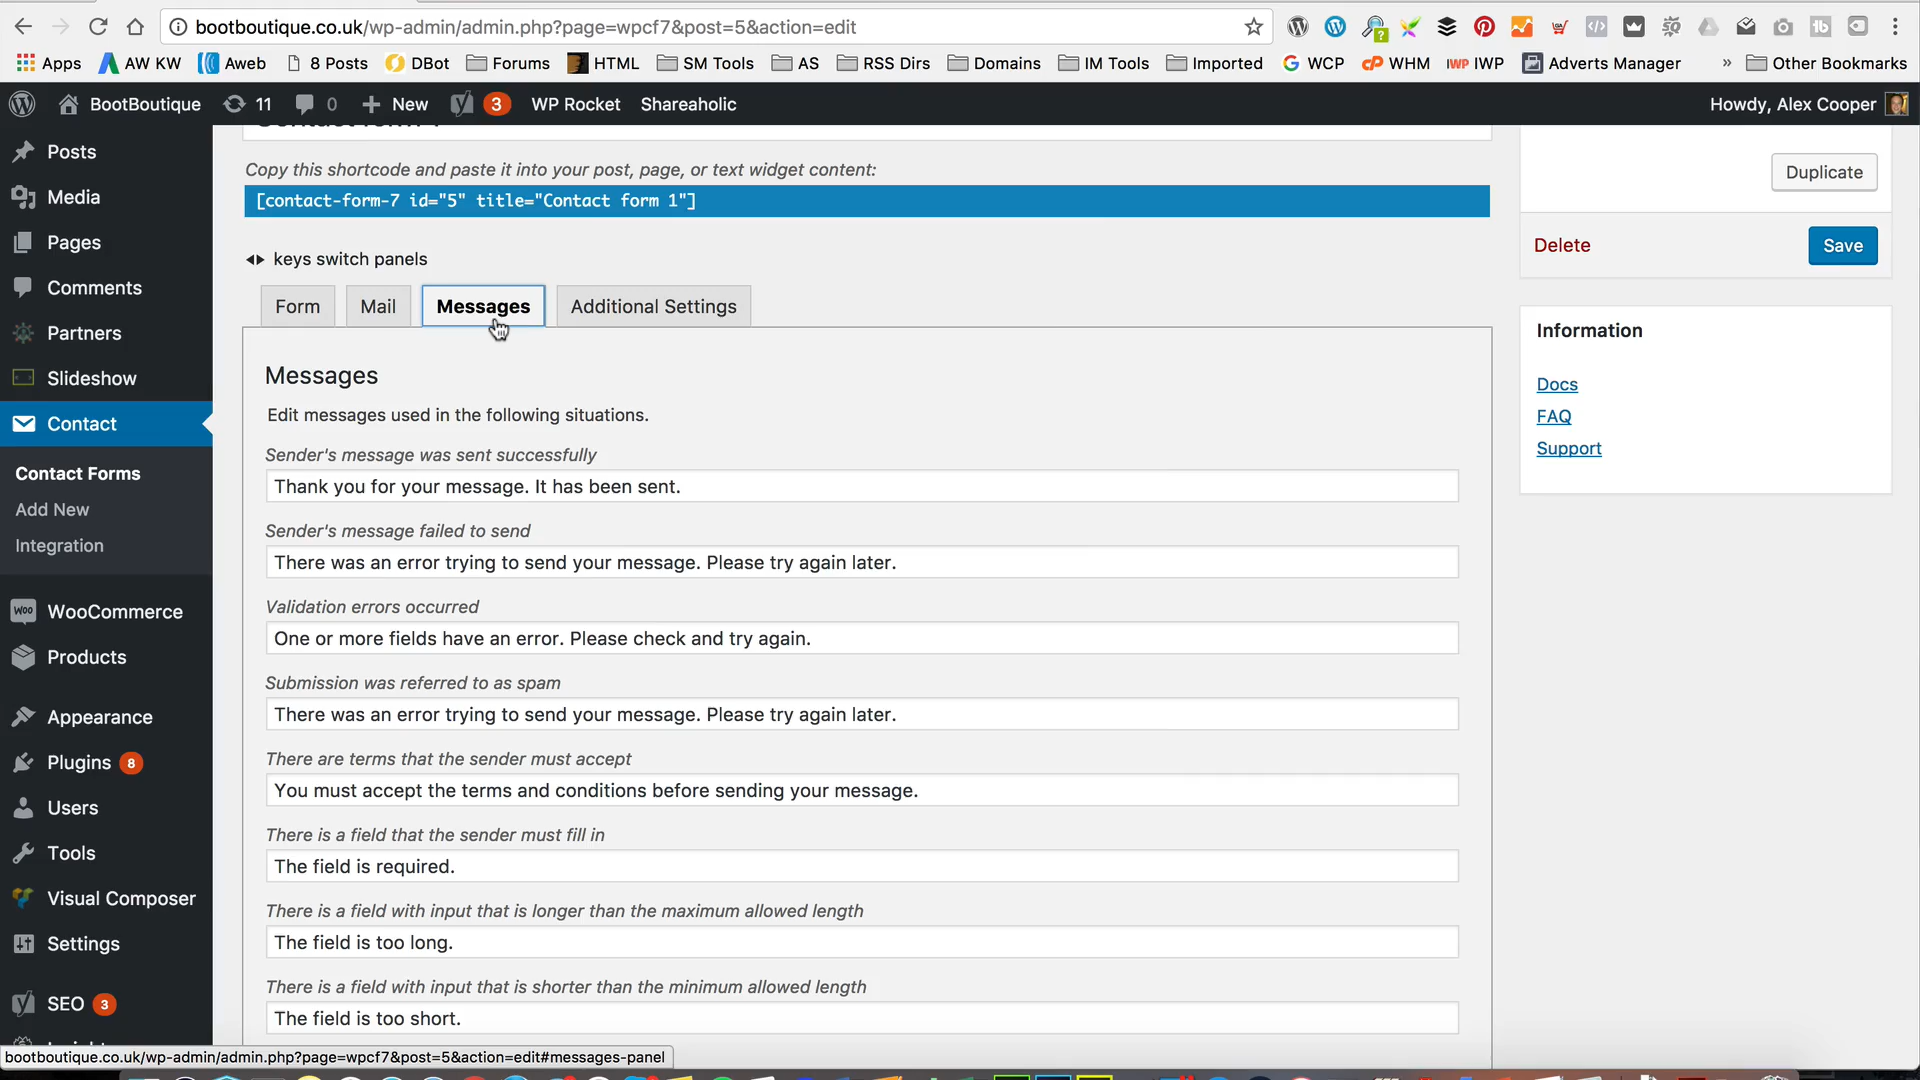 bootboutique.co.uk/wp-admin/admin.php?page=wpcf7&post=5&action=edit
Apps AW KW Aweb 8 Posts DBot Forums HTML SM Tools AS RSS Dirs Domains IM Tools Imported WCP WHM IWP Adverts Manager » Other Bookmarks
BootBoutique 11 0 New 3 WP Rocket Shareaholic Howdy, Alex Cooper
Posts
Media
Pages
Comments
Partners
Slideshow
Contact
Contact Forms
Add New
Integration
WooCommerce
Products
Appearance
Plugins 8
Users
Tools
Visual Composer
Settings
SEO 3
Copy this shortcode and paste it into your post, page, or text widget content:
[contact-form-7 id="5" title="Contact form 1"]
keys switch panels
Form Mail Messages Additional Settings
Messages
Edit messages used in the following situations.
Sender's message was sent successfully
Thank you for your message. It has been sent.
Sender's message failed to send
There was an error trying to send your message. Please try again later.
Validation errors occurred
One or more fields have an error. Please check and try again.
Submission was referred to as spam
There was an error trying to send your message. Please try again later.
There are terms that the sender must accept
You must accept the terms and conditions before sending your message.
There is a field that the sender must fill in
The field is required.
There is a field with input that is longer than the maximum allowed length
The field is too long.
There is a field with input that is shorter than the minimum allowed length
The field is too short.
Duplicate
Delete Save
Information
Docs
FAQ
Support
bootboutique.co.uk/wp-admin/admin.php?page=wpcf7&post=5&action=edit#messages-panel